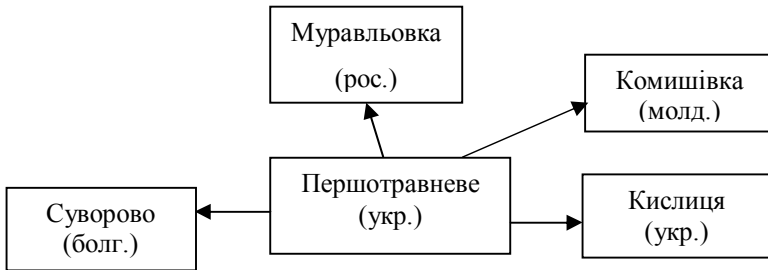 Муравльовка
(рос.)
Комишівка
(молд.)
Першотравневе
(укр.)
Суворово
(болг.)
Кислиця
(укр.)